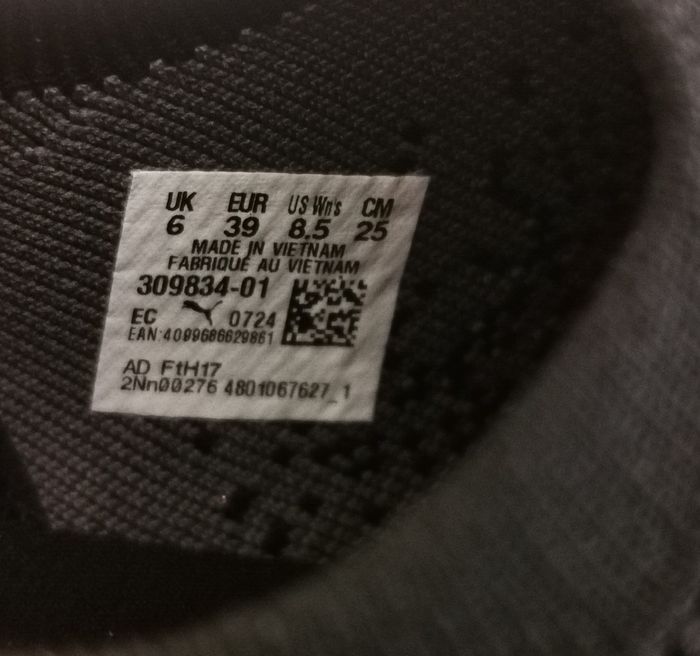 UK EUR US Wn's CM
6 39 8.5 25
MADE IN VIETNAM
FABRIQUÉ AU VIETNAM
309834-01
EC 0724
EAN:4099686629861
AD FtH17
2Nn00276 4801067627_1